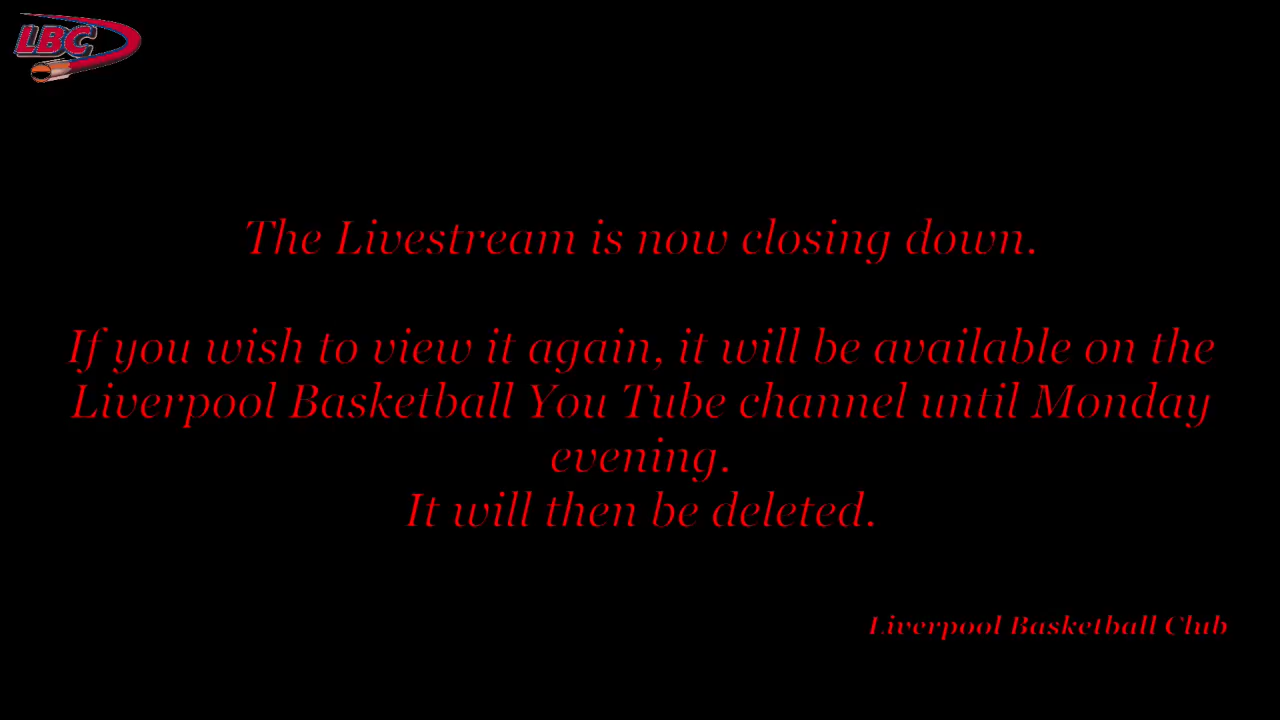 LBC
The Livestream is now closing down.
If you wish to view it again, it will be available on the
Liverpool Basketball You Tube channel until Monday
evening.
It will then be deleted.
Liverpool Basketball Club